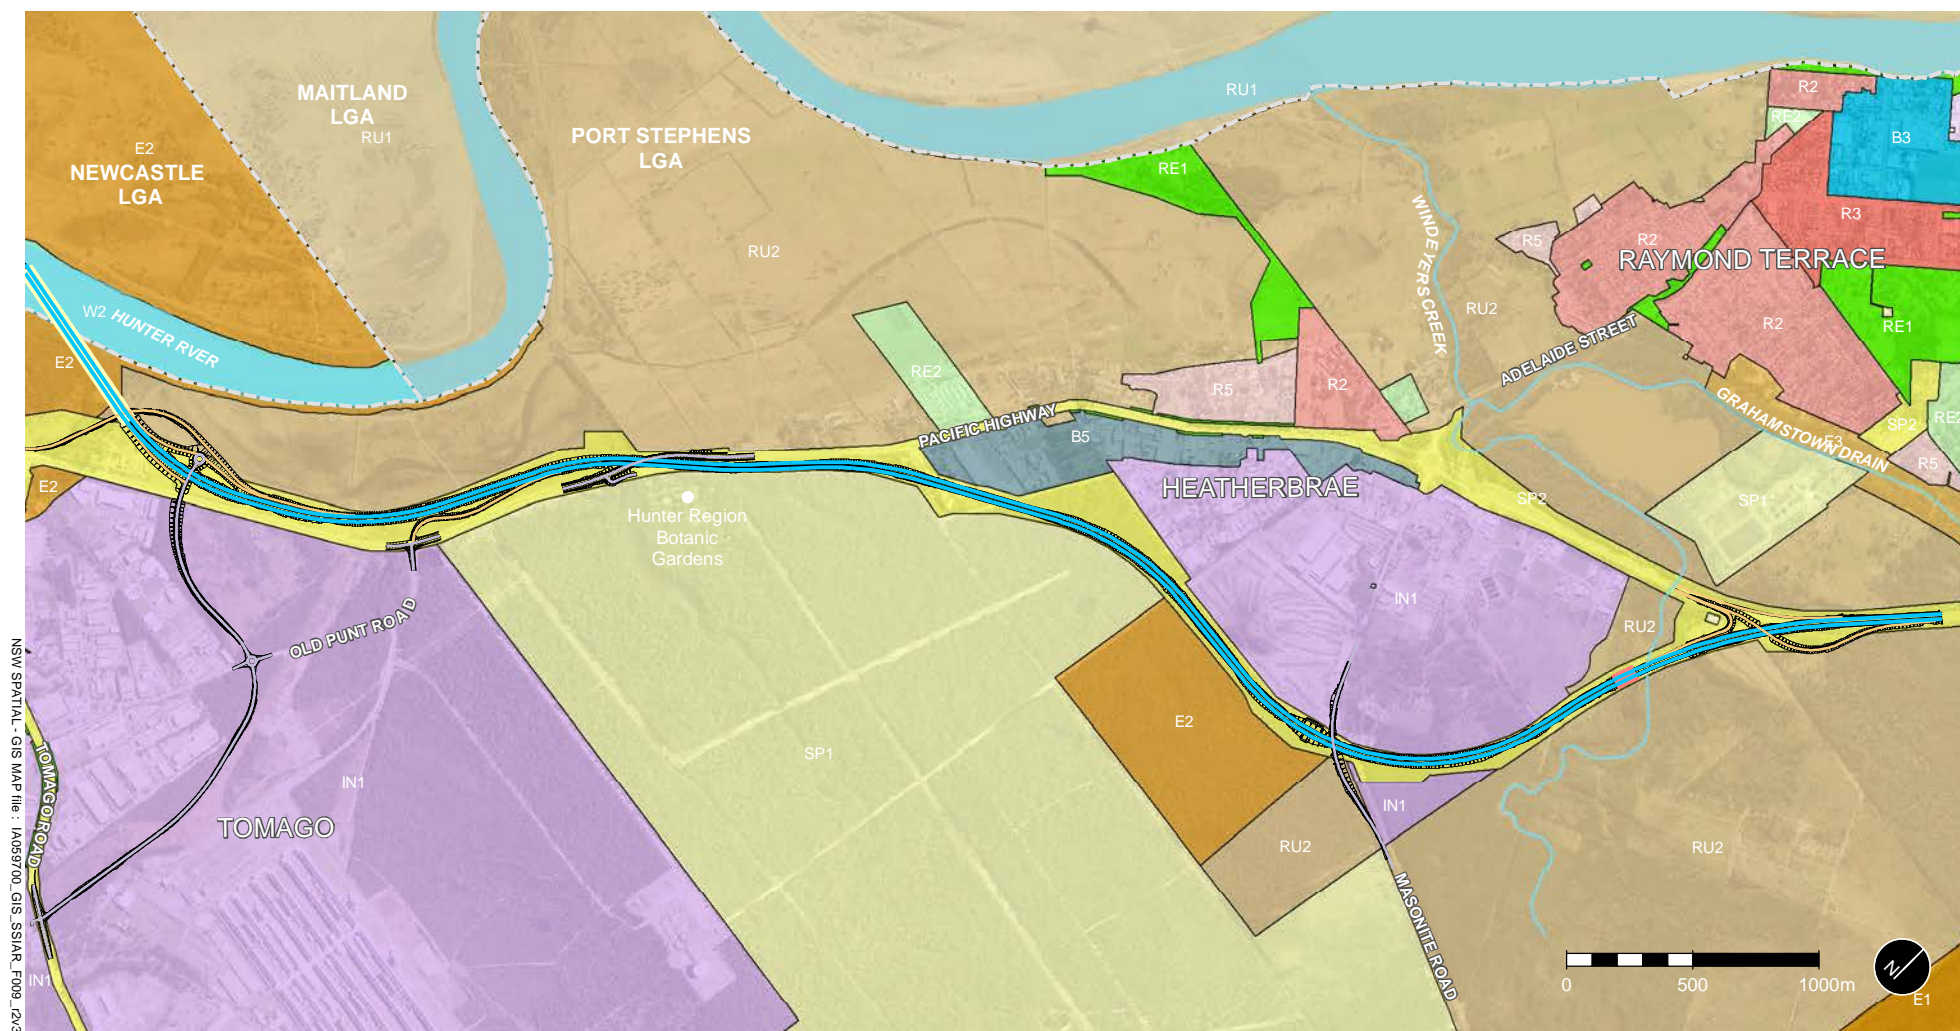 MAITLAND
LGA
RU1
E2
NEWCASTLE
LGA
PORT STEPHENS
LGA
RU2
RU1
RE1
R2
RE2
B3
R3
R5
R2
RAYMOND TERRACE
WINDEYERS CREEK
RU2
R2
RE1
W2
HUNTER RVER
E2
RE2
R5
R2
ADELAIDE STREET
GRAHAMSTOWN DRAIN
E3
SP2
RE2
R5
PACIFIC HIGHWAY
B5
HEATHERBRAE
SP2
SP1
E2
Hunter Region
Botanic
Gardens
IN1
RU2
OLD PUNT ROAD
E2
SP1
IN1
TOMAGO
TOMAGO ROAD
IN1
RU2
RU2
MASONITE ROAD
IN1
0
500
1000m
N
E1
NSW SPATIAL - GIS MAP file : IA059700_GIS_SSIAR_F009_r2v3